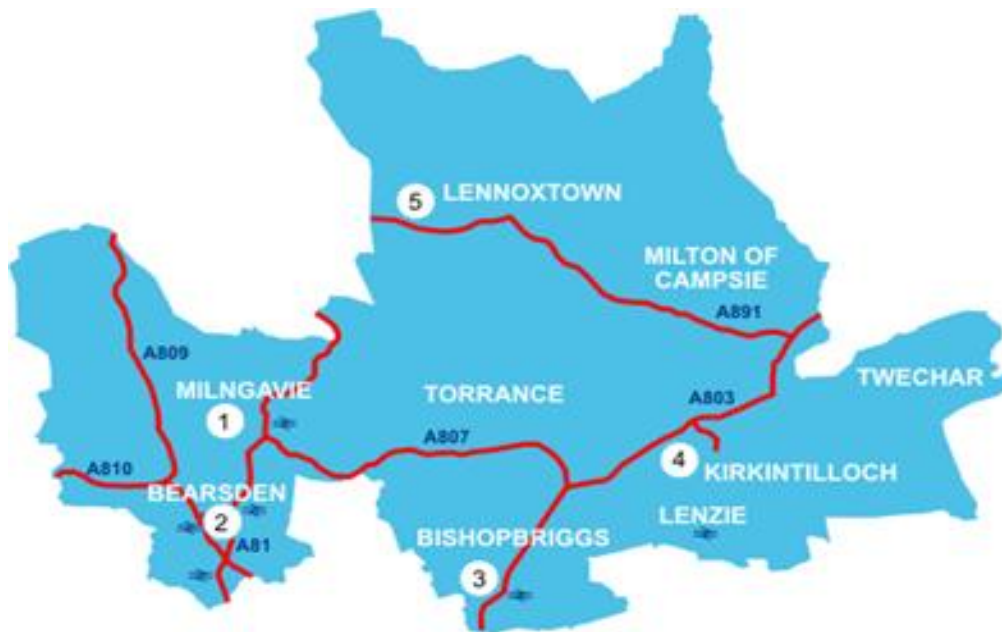 5
LENNOXTOWN
MILTON OF
CAMPSIE
A891
A809
MILNGAVIE
1
TORRANCE
A803
TWECHAR
A807
4
KIRKINTILLOCH
A810
BEARSDEN
2
A81
BISHOPBRIGGS
LENZIE
3